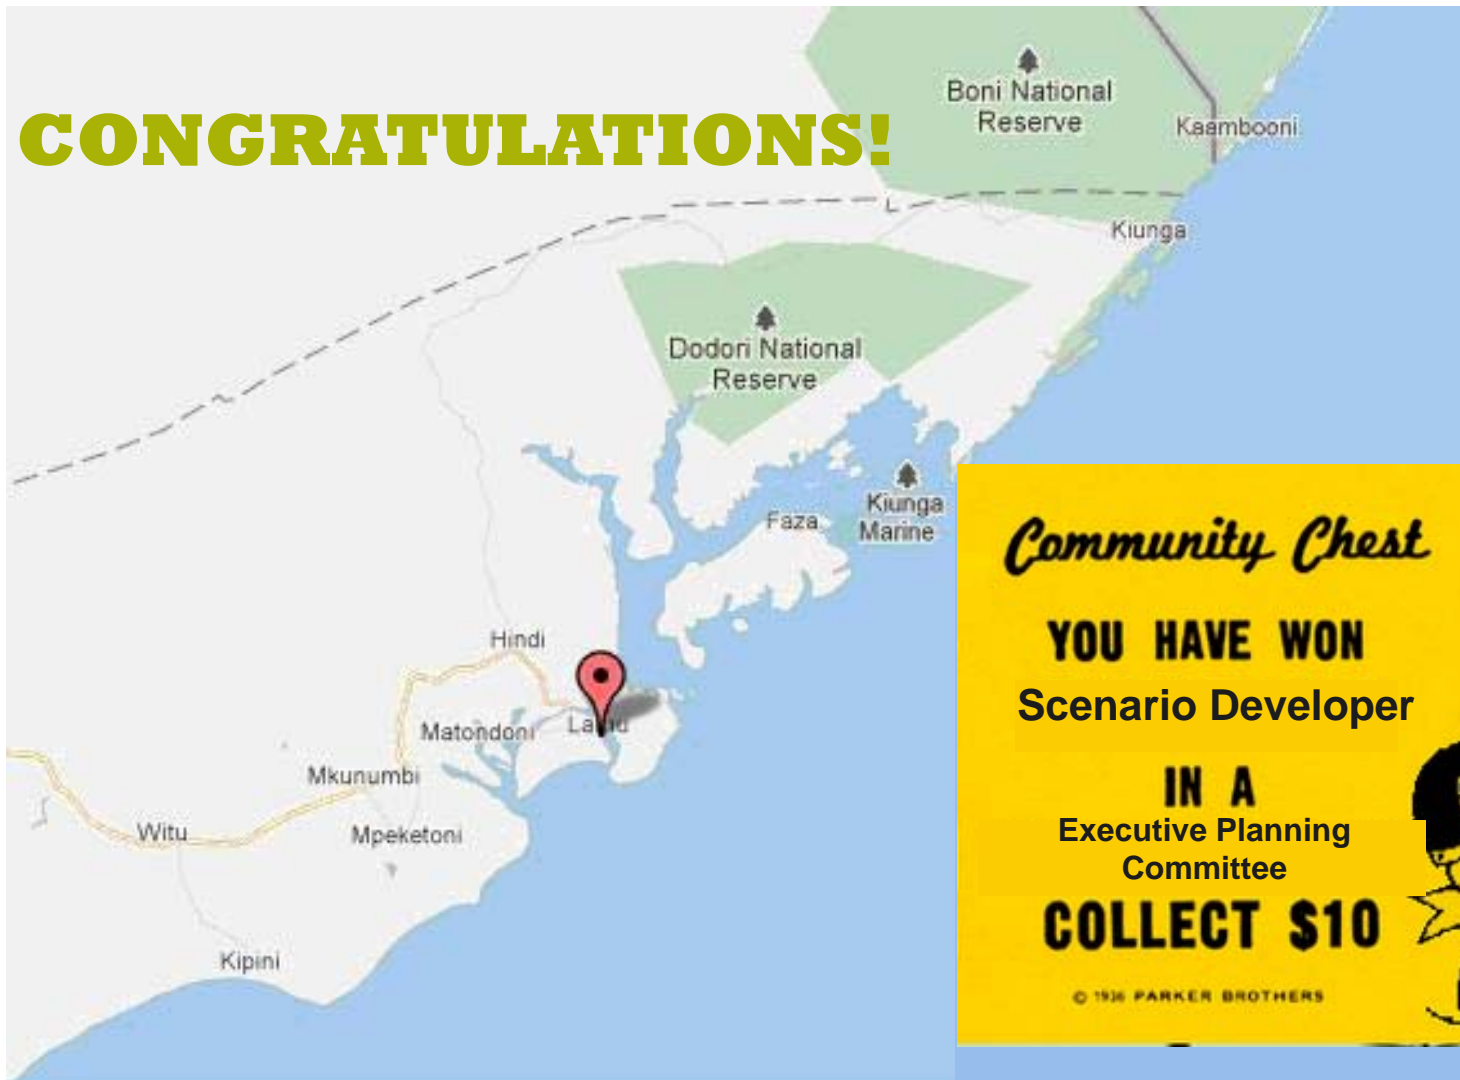 CONGRATULATIONS!
Boni National
Reserve
Kaambooni
Kiunga
Dodori National
Reserve
Kiunga
Marine
Faza
Hindi
Lamu
Matondoni
Mkunumbi
Witu
Mpeketoni
Kipini
Community Chest
YOU HAVE WON
Scenario Developer
IN A
Executive Planning
Committee
COLLECT $10
© 1936 PARKER BROTHERS